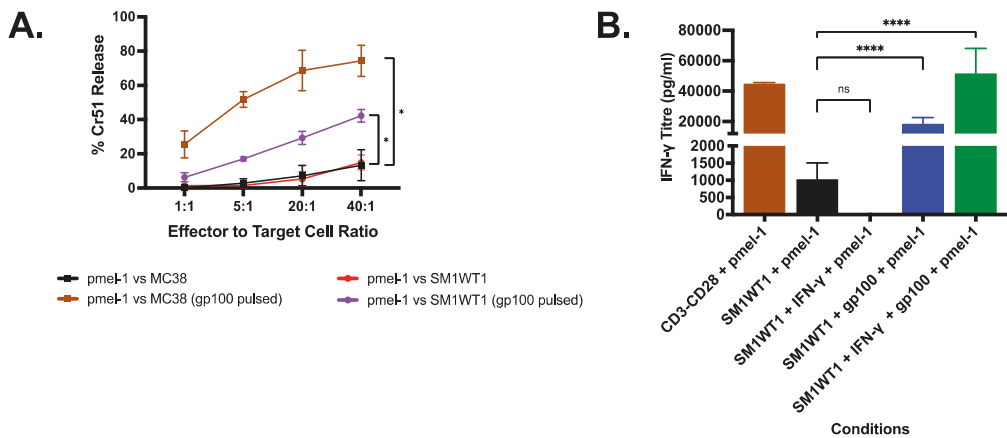 A.
% Cr51 Release
100
80
60
40
20
0
1:1 5:1 20:1 40:1
Effector to Target Cell Ratio
*
*
pmel-1 vs MC38
pmel-1 vs MC38 (gp100 pulsed)
pmel-1 vs SM1WT1
pmel-1 vs SM1WT1 (gp100 pulsed)
B.
IFN-γ Titre (pg/ml)
80000
60000
40000
20000
2000
1500
1000
500
0
****
****
ns
CD3-CD28 + pmel-1
SM1WT1 + pmel-1
SM1WT1 + IFN-γ + pmel-1
SM1WT1 + gp100 + pmel-1
SM1WT1 + IFN-γ + gp100 + pmel-1
Conditions